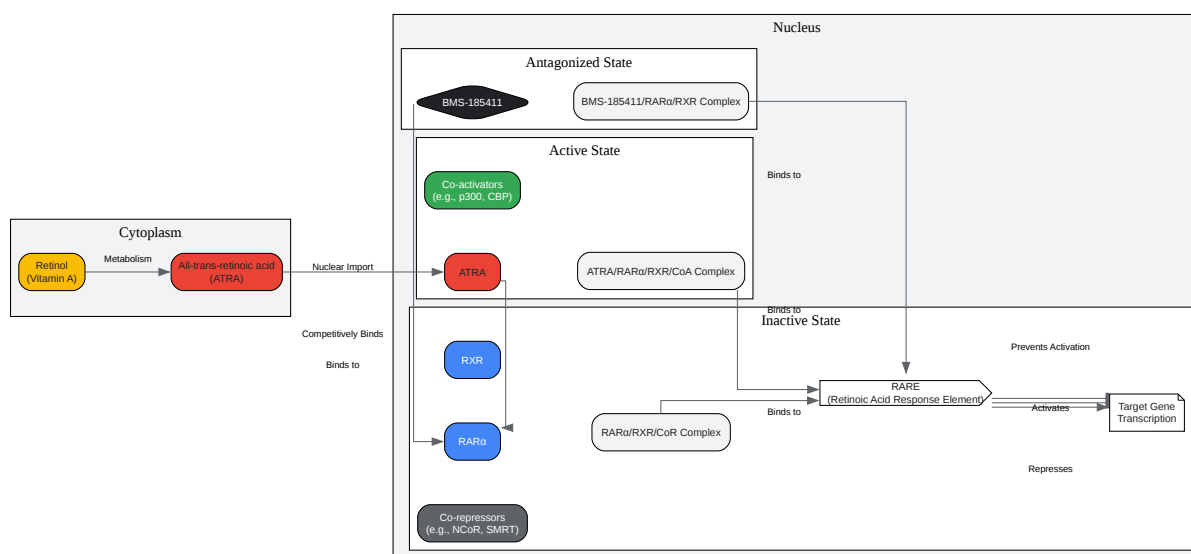 Nucleus
Antagonized State
BMS-185411
BMS-185411/RARα/RXR Complex
Active State
Binds to
Co-activators
(e.g., p300, CBP)
Cytoplasm
Retinol
(Vitamin A)
Metabolism
All-trans-retinoic acid
(ATRA)
Nuclear Import
ATRA
ATRA/RARα/RXR/CoA Complex
Binds to
Inactive State
Competitively Binds
Binds to
RXR
Prevents Activation
RARE
(Retinoic Acid Response Element)
Binds to
Activates
Target Gene
Transcription
RARα
RARα/RXR/CoR Complex
Represses
Co-repressors
(e.g., NCoR, SMRT)